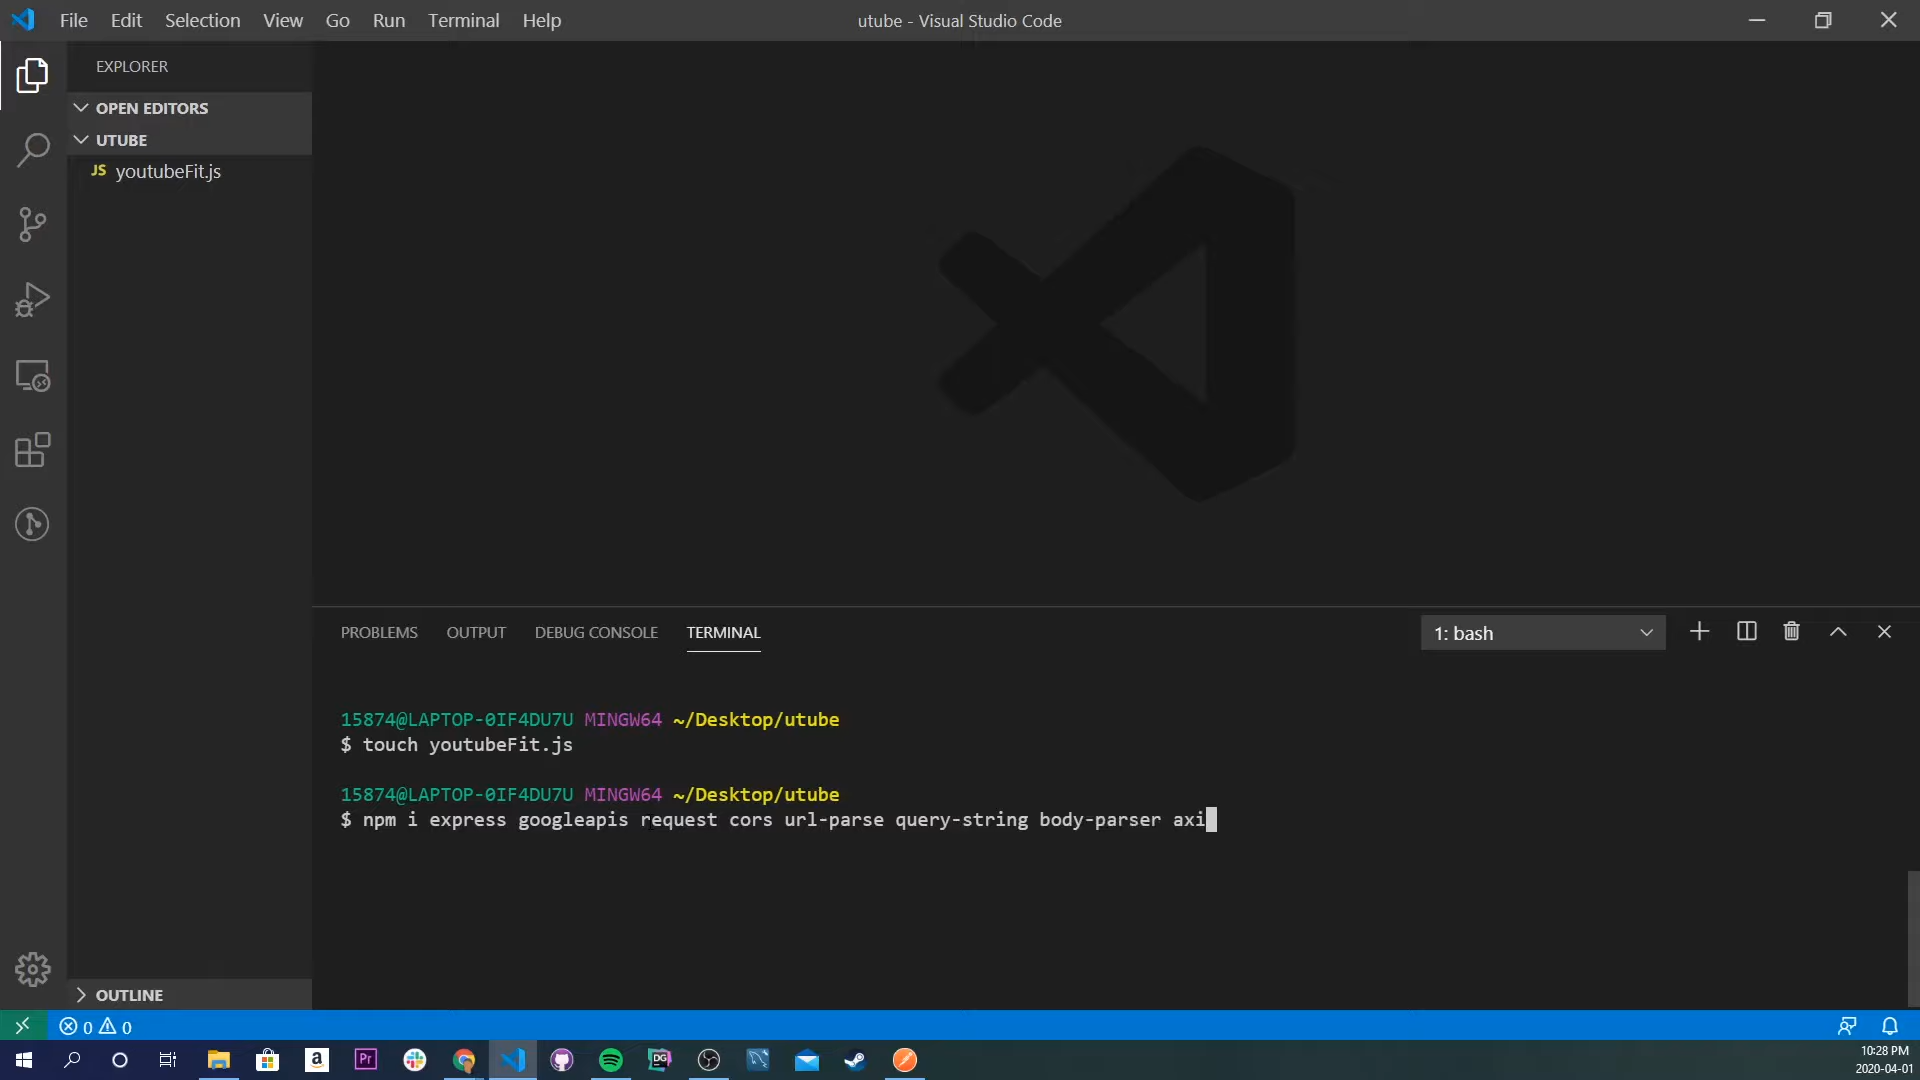 File Edit Selection View Go Run Terminal Help
utube - Visual Studio Code
EXPLORER
OPEN EDITORS
UTUBE
JS youtubeFit.js
PROBLEMS OUTPUT DEBUG CONSOLE TERMINAL
1: bash
15874@LAPTOP-0IF4DU7U MINGW64 ~/Desktop/utube
$ touch youtubeFit.js
15874@LAPTOP-0IF4DU7U MINGW64 ~/Desktop/utube
$ npm i express googleapis request cors url-parse query-string body-parser axi
OUTLINE
0 0
a Pr DG
10:28 PM
2020-04-01